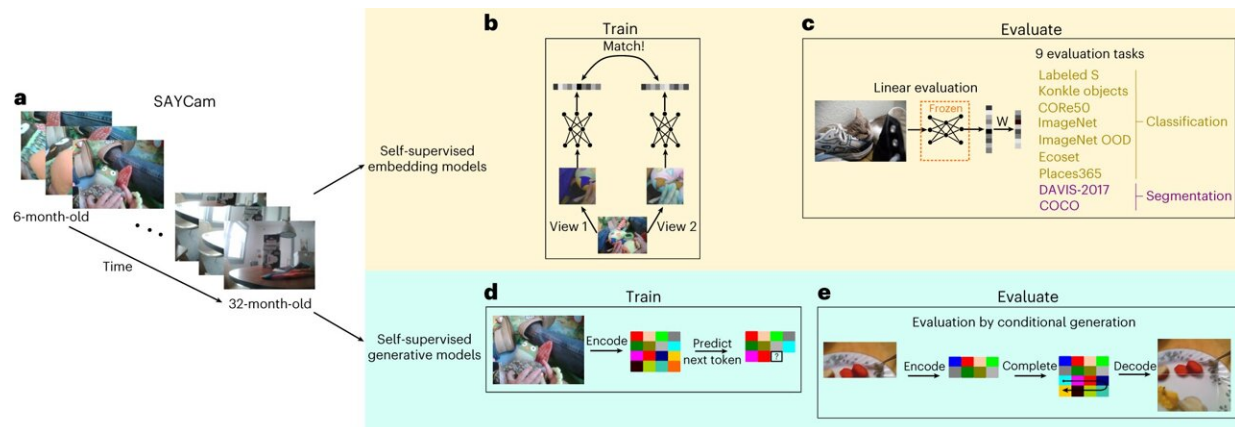 a
SAYCam
6-month-old
Time
32-month-old
Self-supervised
embedding models
Self-supervised
generative models
b
Train
Match!
View 1
View 2
c
Evaluate
9 evaluation tasks
Linear evaluation
Frozen
W
Labeled S
Konkle objects
CORe50
ImageNet
ImageNet OOD
Ecoset
Places365
Classification
DAVIS-2017
COCO
Segmentation
d
Train
Encode
Predict
next token
?
e
Evaluate
Evaluation by conditional generation
Encode
Complete
Decode